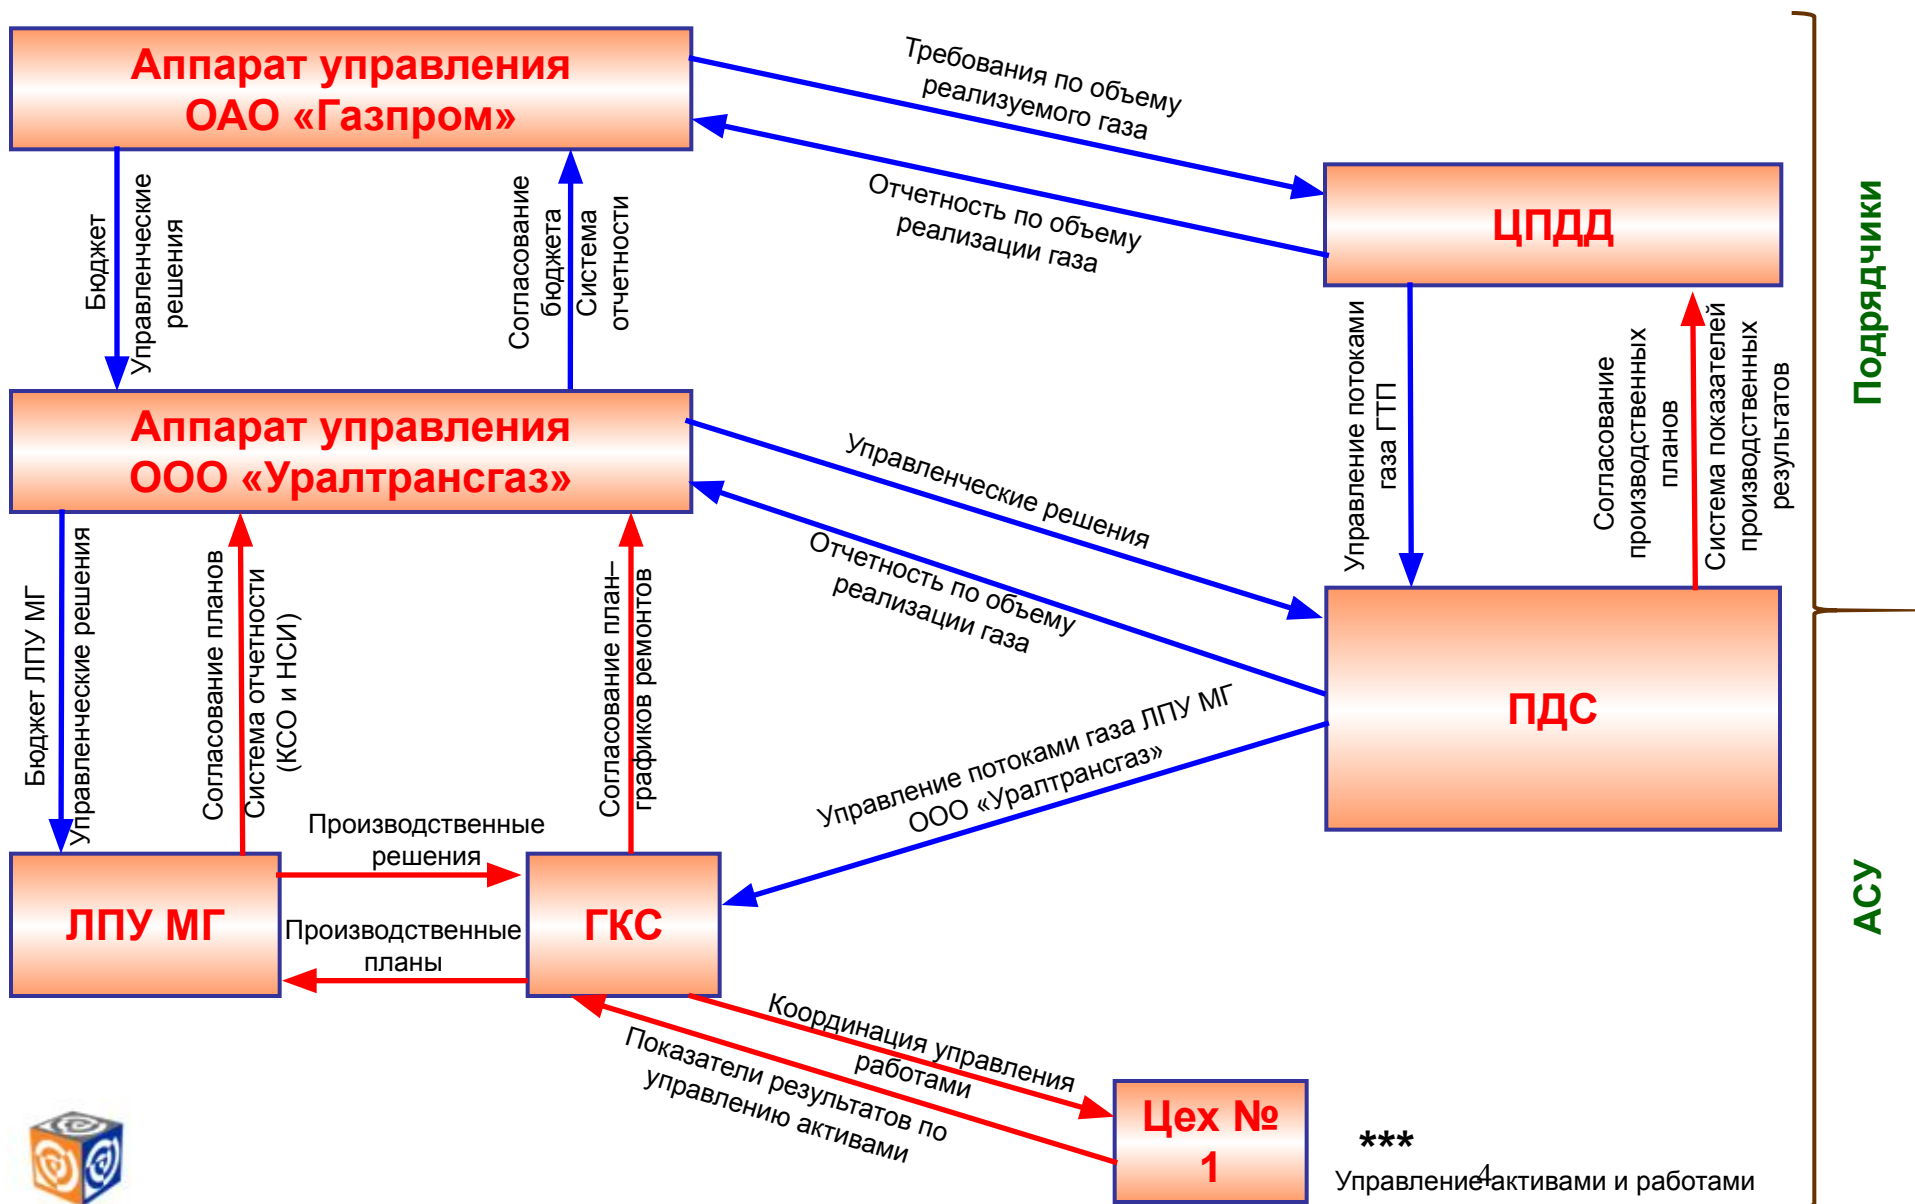 Аппарат управления
ОАО «Газпром»
Требования по объему
реализуемого газа
Отчетность по объему
реализации газа
ЦПДД
Подрядчики
Бюджет
Управленческие
решения
Согласование
бюджета
Система
отчетности
Управление потоками
газа ГТП
Согласование
производственных
планов
Система показателей
производственных
результатов
Аппарат управления
ООО «Уралтрансгаз»
Управленческие решения
Отчетность по объему
реализации газа
Бюджет ЛПУ МГ
Управленческие решения
Согласование планов
Система отчетности
(КСО и НСИ)
Согласование план–
графиков ремонтов
ПДС
Управление потоками газа ЛПУ МГ
ООО «Уралтрансгаз»
Производственные
решения
ЛПУ МГ
Производственные
планы
ГКС
АСУ
Координация управления
работами
Показатели результатов по
управлению активами
Цех №
1
***
Управление активами и работами
4